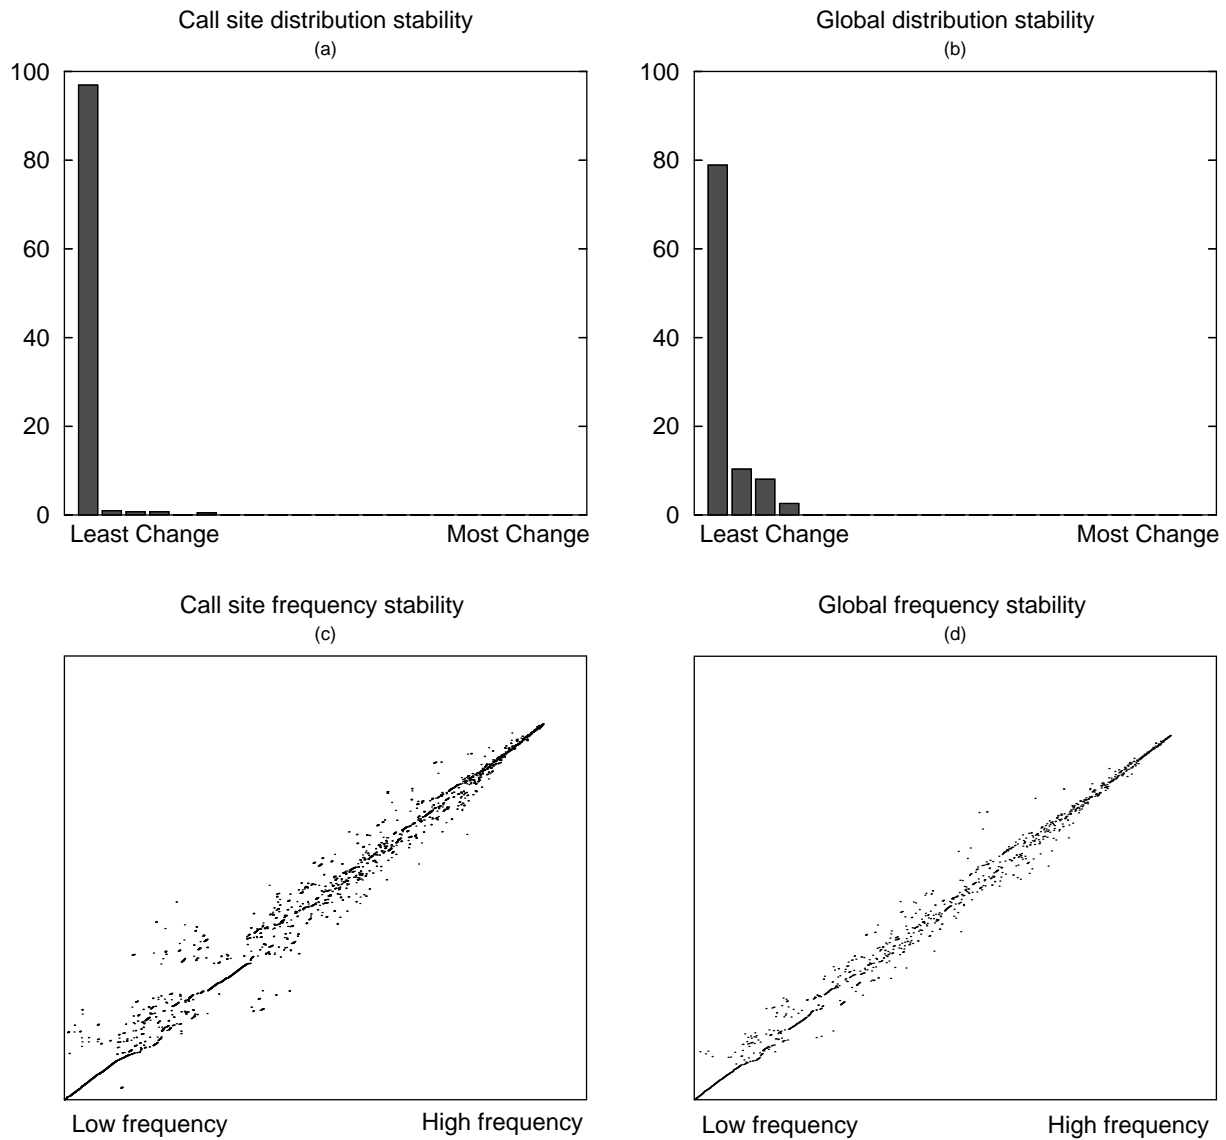 Call site distribution stability
(a)
100
80
60
40
20
0
Least Change Most Change
Global distribution stability
(b)
100
80
60
40
20
0
Least Change Most Change
Call site frequency stability
(c)
Low frequency High frequency
Global frequency stability
(d)
Low frequency High frequency